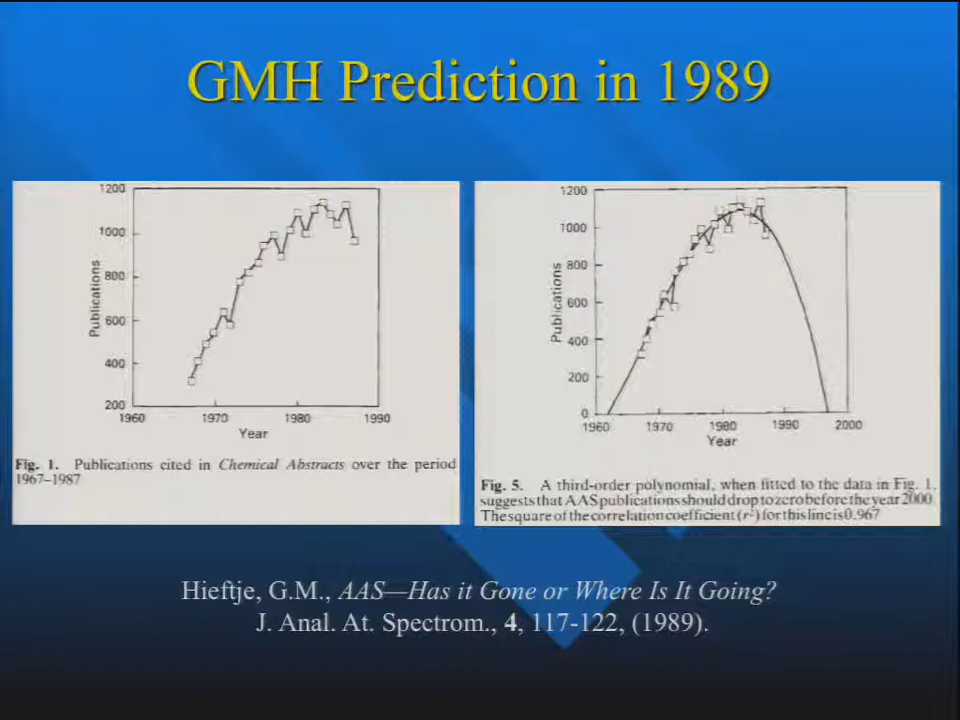 GMH Prediction in 1989
1200
1000
800
600
400
200
Publications
1960 1970 1980 1990
Year
Fig. 1. Publications cited in Chemical Abstracts over the period
1967–1987
1200
1000
800
600
400
200
0
Publications
1960 1970 1980 1990 2000
Year
Fig. 5. A third-order polynomial, when fitted to the data in Fig. 1,
suggests that AAS publications should drop to zero before the year 2000.
The square of the correlation coefficient (r²) for this line is 0.967
Hieftje, G.M., AAS—Has it Gone or Where Is It Going?
J. Anal. At. Spectrom., 4, 117-122, (1989).